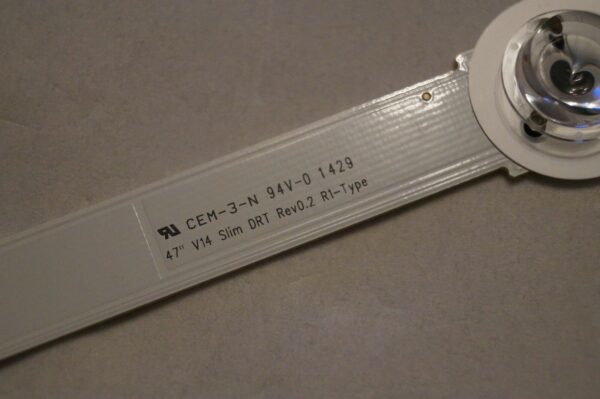 CEM-3-N 94V-0 1429
47" V14 Slim DRT Rev0.2 R1-Type